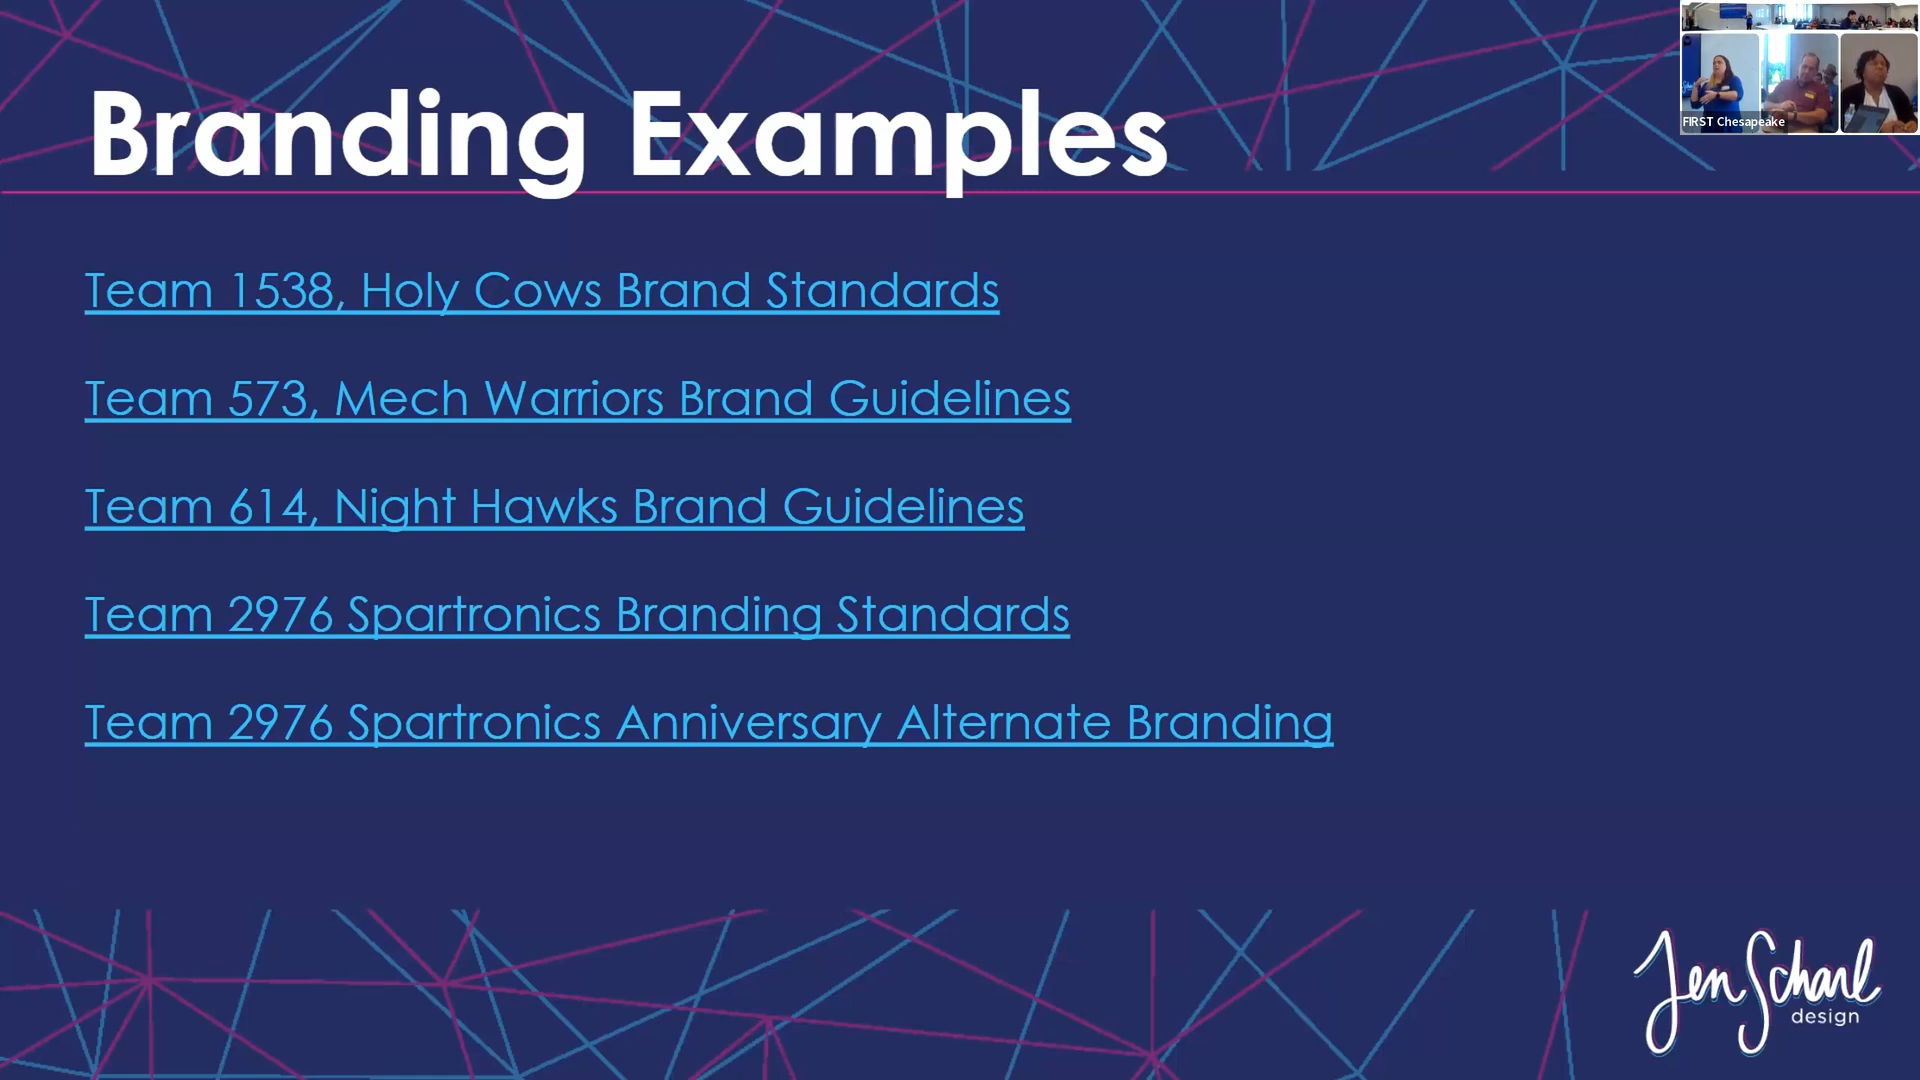 Branding Examples
FIRST Chesapeake
Team 1538, Holy Cows Brand Standards
Team 573, Mech Warriors Brand Guidelines
Team 614, Night Hawks Brand Guidelines
Team 2976 Spartronics Branding Standards
Team 2976 Spartronics Anniversary Alternate Branding
Jen Scharl
design